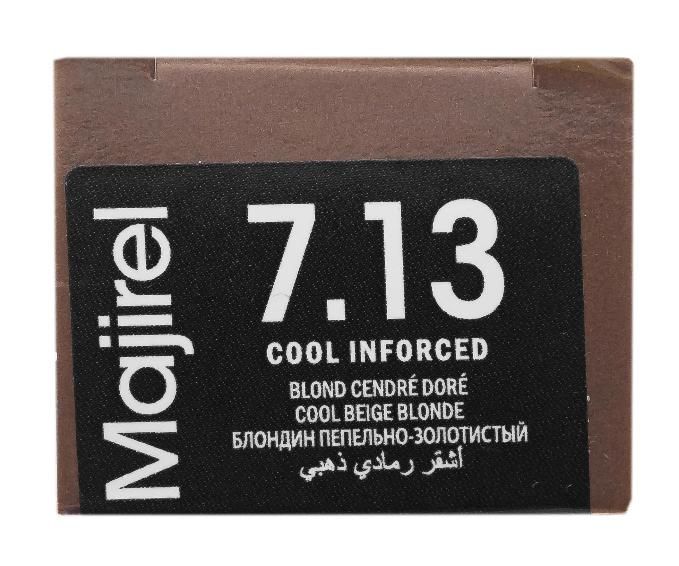 Majirel
7.13
COOL INFORCED
BLOND CENDRÉ DORÉ
COOL BEIGE BLONDE
БЛОНДИН ПЕПЕЛЬНО-ЗОЛОТИСТЫЙ
أشقر رمادي ذهبي